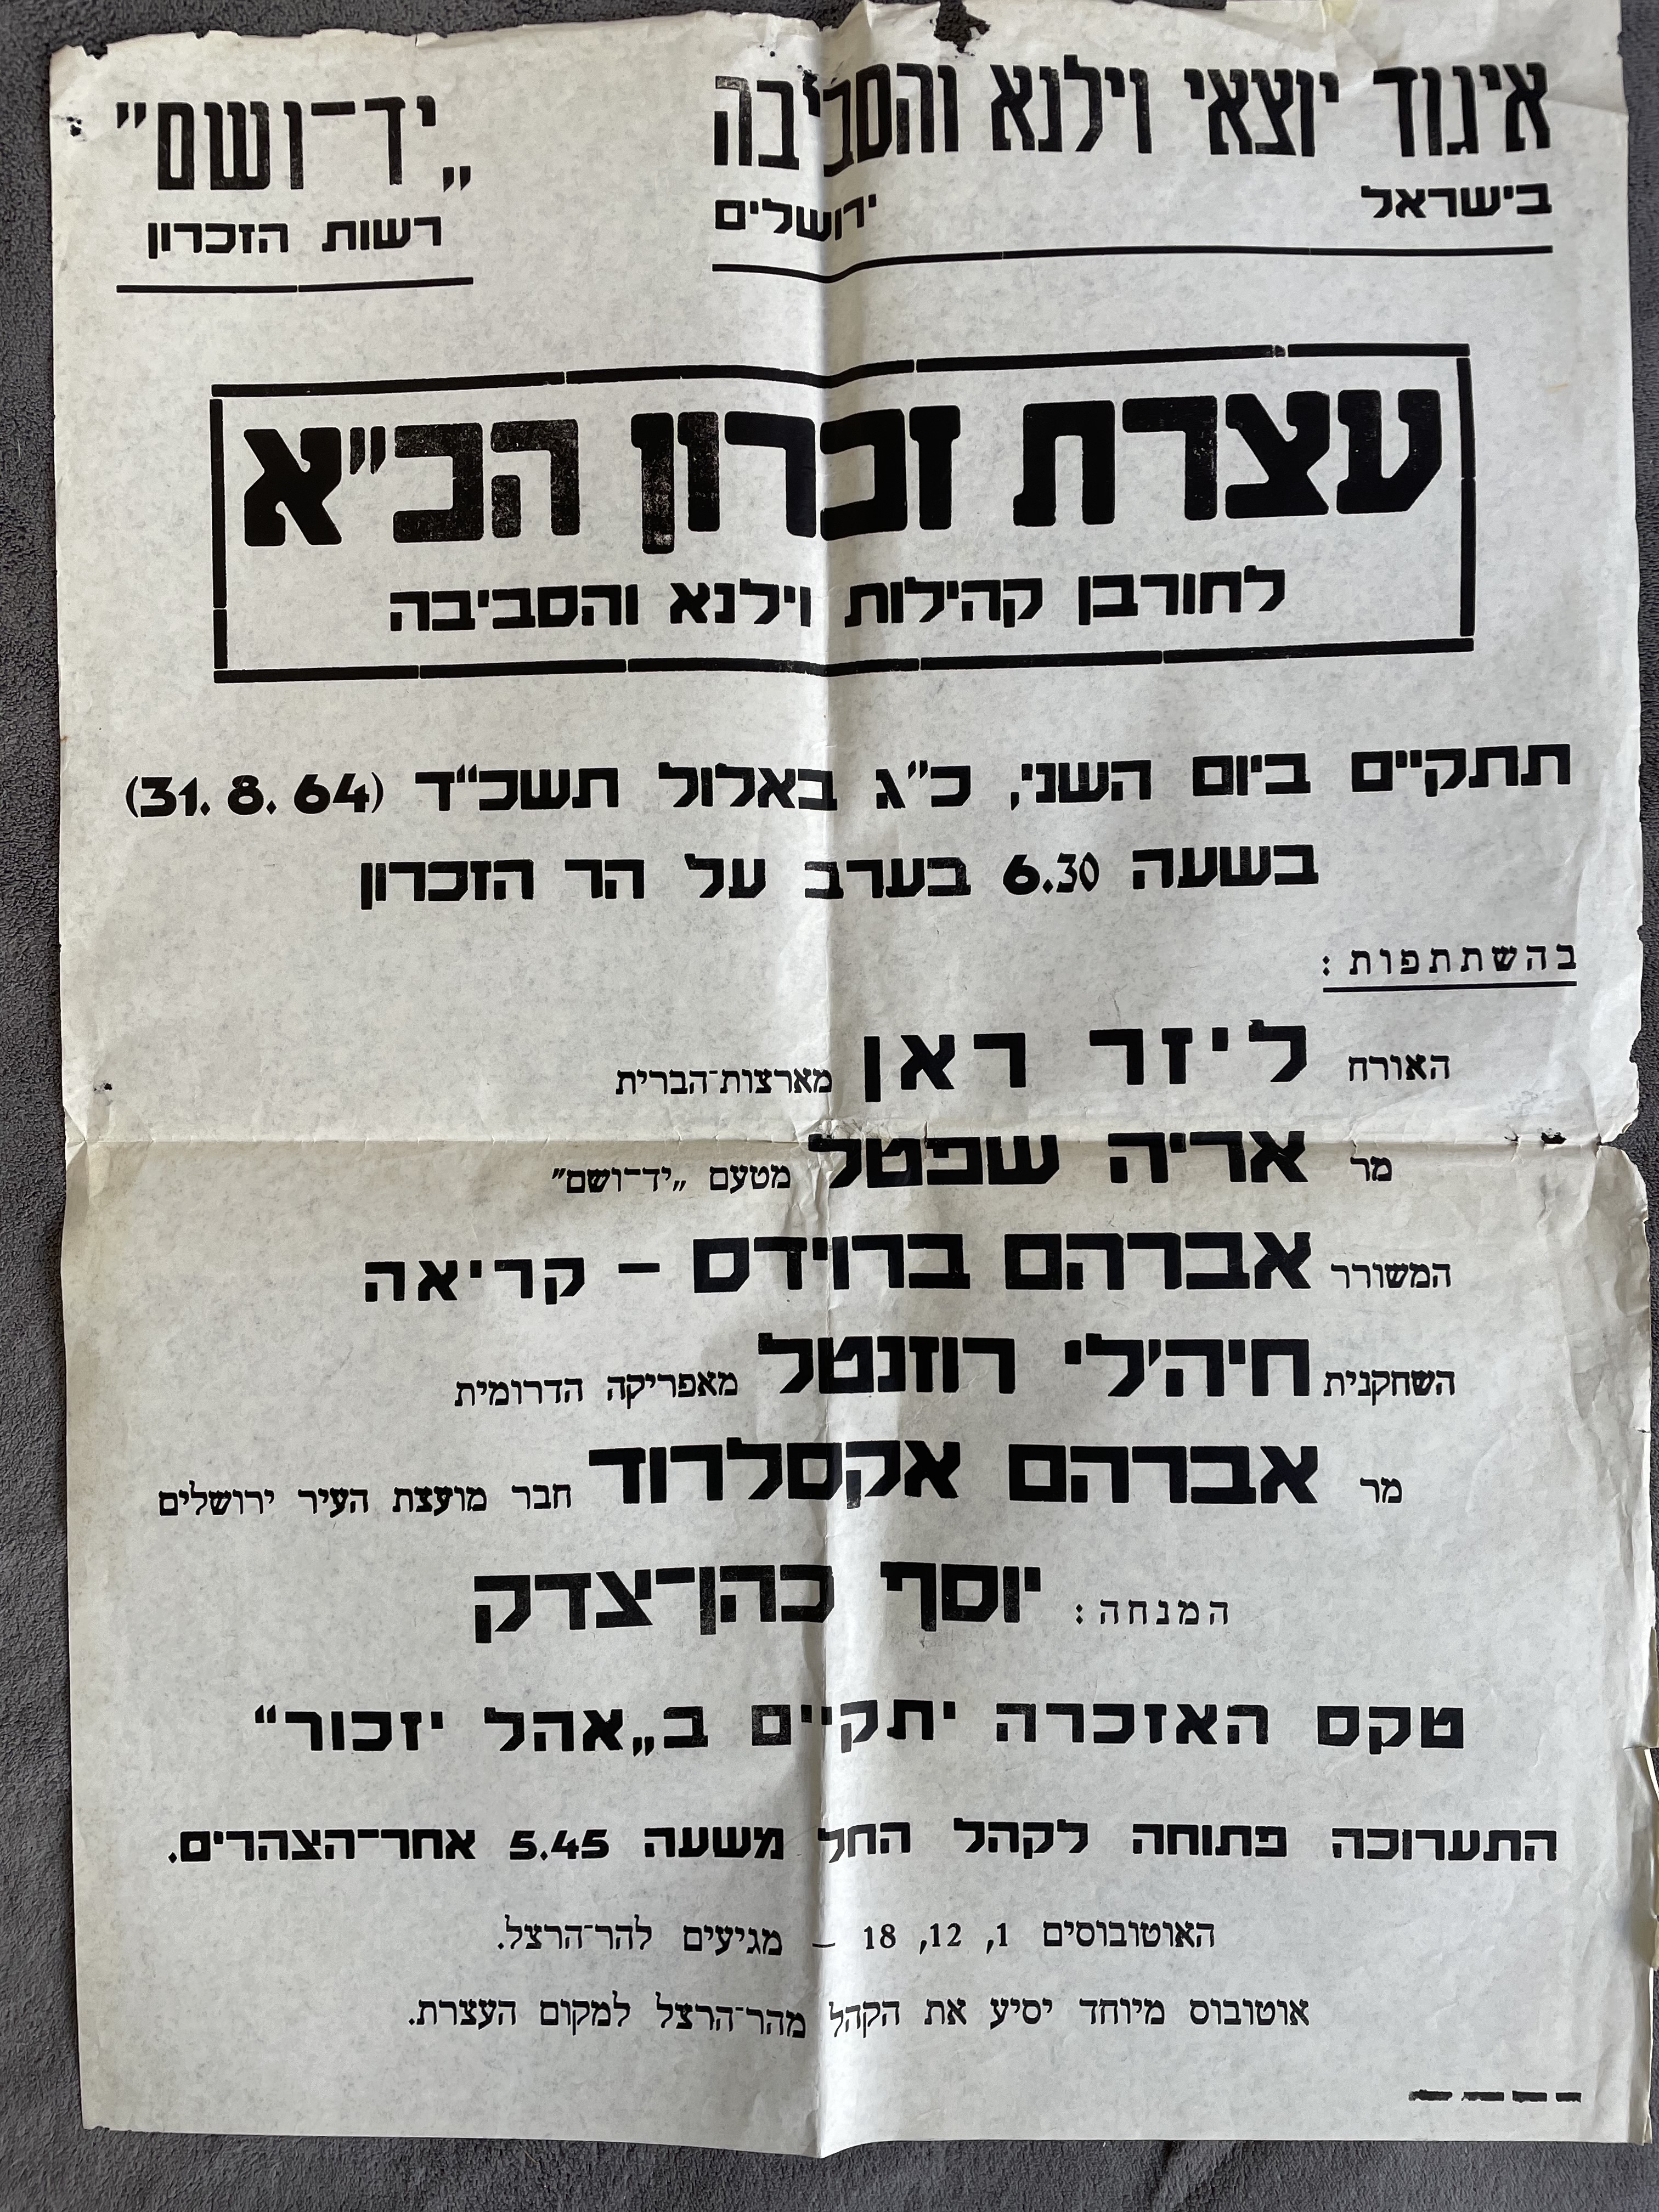 איגוד יוצאי וילנא והסביבה
בישראל ירושלים
„יד־ושם”
רשות הזכרון
עצרת זכרון הכ״א
לחורבן קהילות וילנא והסביבה
תתקיים ביום השני, כ״ג באלול תשכ״ד (31. 8. 64)
בשעה 6.30 בערב על הר הזכרון
בהשתתפות:
האורח ליזר ראן מארצות־הברית
מר אריה שפטל מטעם „יד־ושם”
המשורר אברהם ברוידס – קריאה
השחקנית חיה׳לי רוזנטל מאפריקה הדרומית
מר אברהם אקסלרוד חבר מועצת העיר ירושלים
המנחה: יוסף כהן־צדק
טקס האזכרה יתקיים ב„אהל יזכור“
התערוכה פתוחה לקהל החל משעה 5.45 אחר־הצהרים.
האוטובוסים 1, 12, 18 – מגיעים להר־הרצל.
אוטובוס מיוחד יסיע את הקהל מהר־הרצל למקום העצרת.